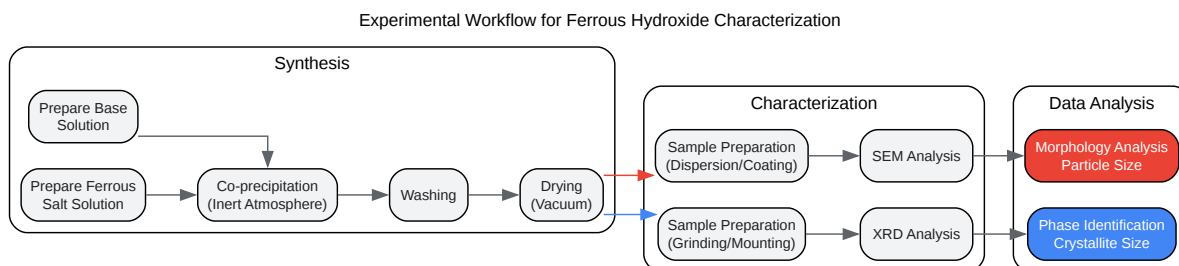 Experimental Workflow for Ferrous Hydroxide Characterization
Synthesis
Prepare Base
Solution
Prepare Ferrous
Salt Solution
Co-precipitation
(Inert Atmosphere)
Washing
Drying
(Vacuum)
Characterization
Sample Preparation
(Dispersion/Coating)
SEM Analysis
Sample Preparation
(Grinding/Mounting)
XRD Analysis
Data Analysis
Morphology Analysis
Particle Size
Phase Identification
Crystallite Size